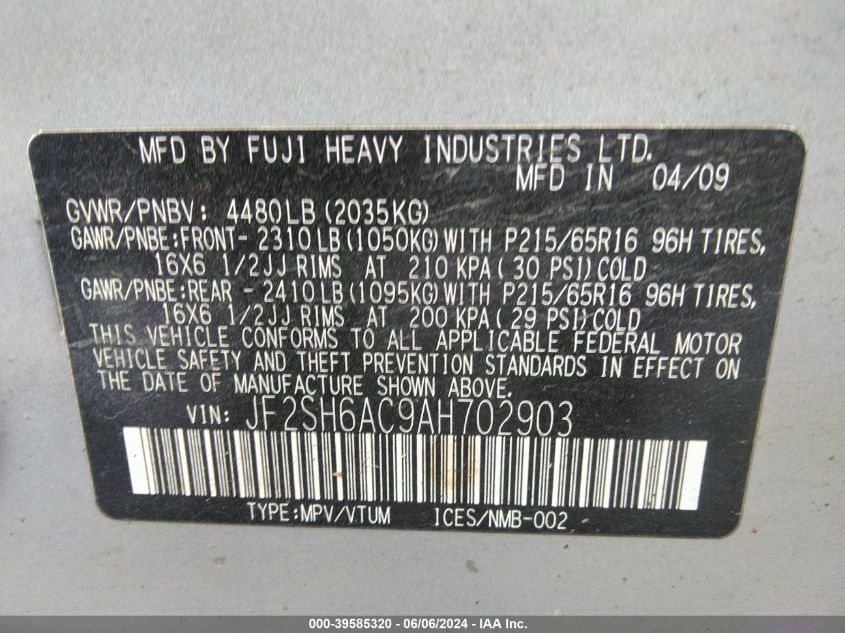 MFD BY FUJI HEAVY INDUSTRIES LTD.
MFD IN 04/09
GVWR/PNBV: 4480LB(2035KG)
GAWR/PNBE:FRONT- 2310LB(1050KG)WITH P215/65R16 96H TIRES,
16X6 1/2JJ RIMS AT 210 KPA(30 PSI)COLD
GAWR/PNBE:REAR - 2410LB(1095KG)WITH P215/65R16 96H TIRES,
16X6 1/2JJ RIMS AT 200 KPA(29 PSI)COLD
THIS VEHICLE CONFORMS TO ALL APPLICABLE FEDERAL MOTOR
VEHICLE SAFETY AND THEFT PREVENTION STANDARDS IN EFFECT ON
THE DATE OF MANUFACTURE SHOWN ABOVE.
VIN: JF2SH6AC9AH702903
TYPE:MPV/VTUM ICES/NMB-002
000-39585320 - 06/06/2024 - IAA Inc.